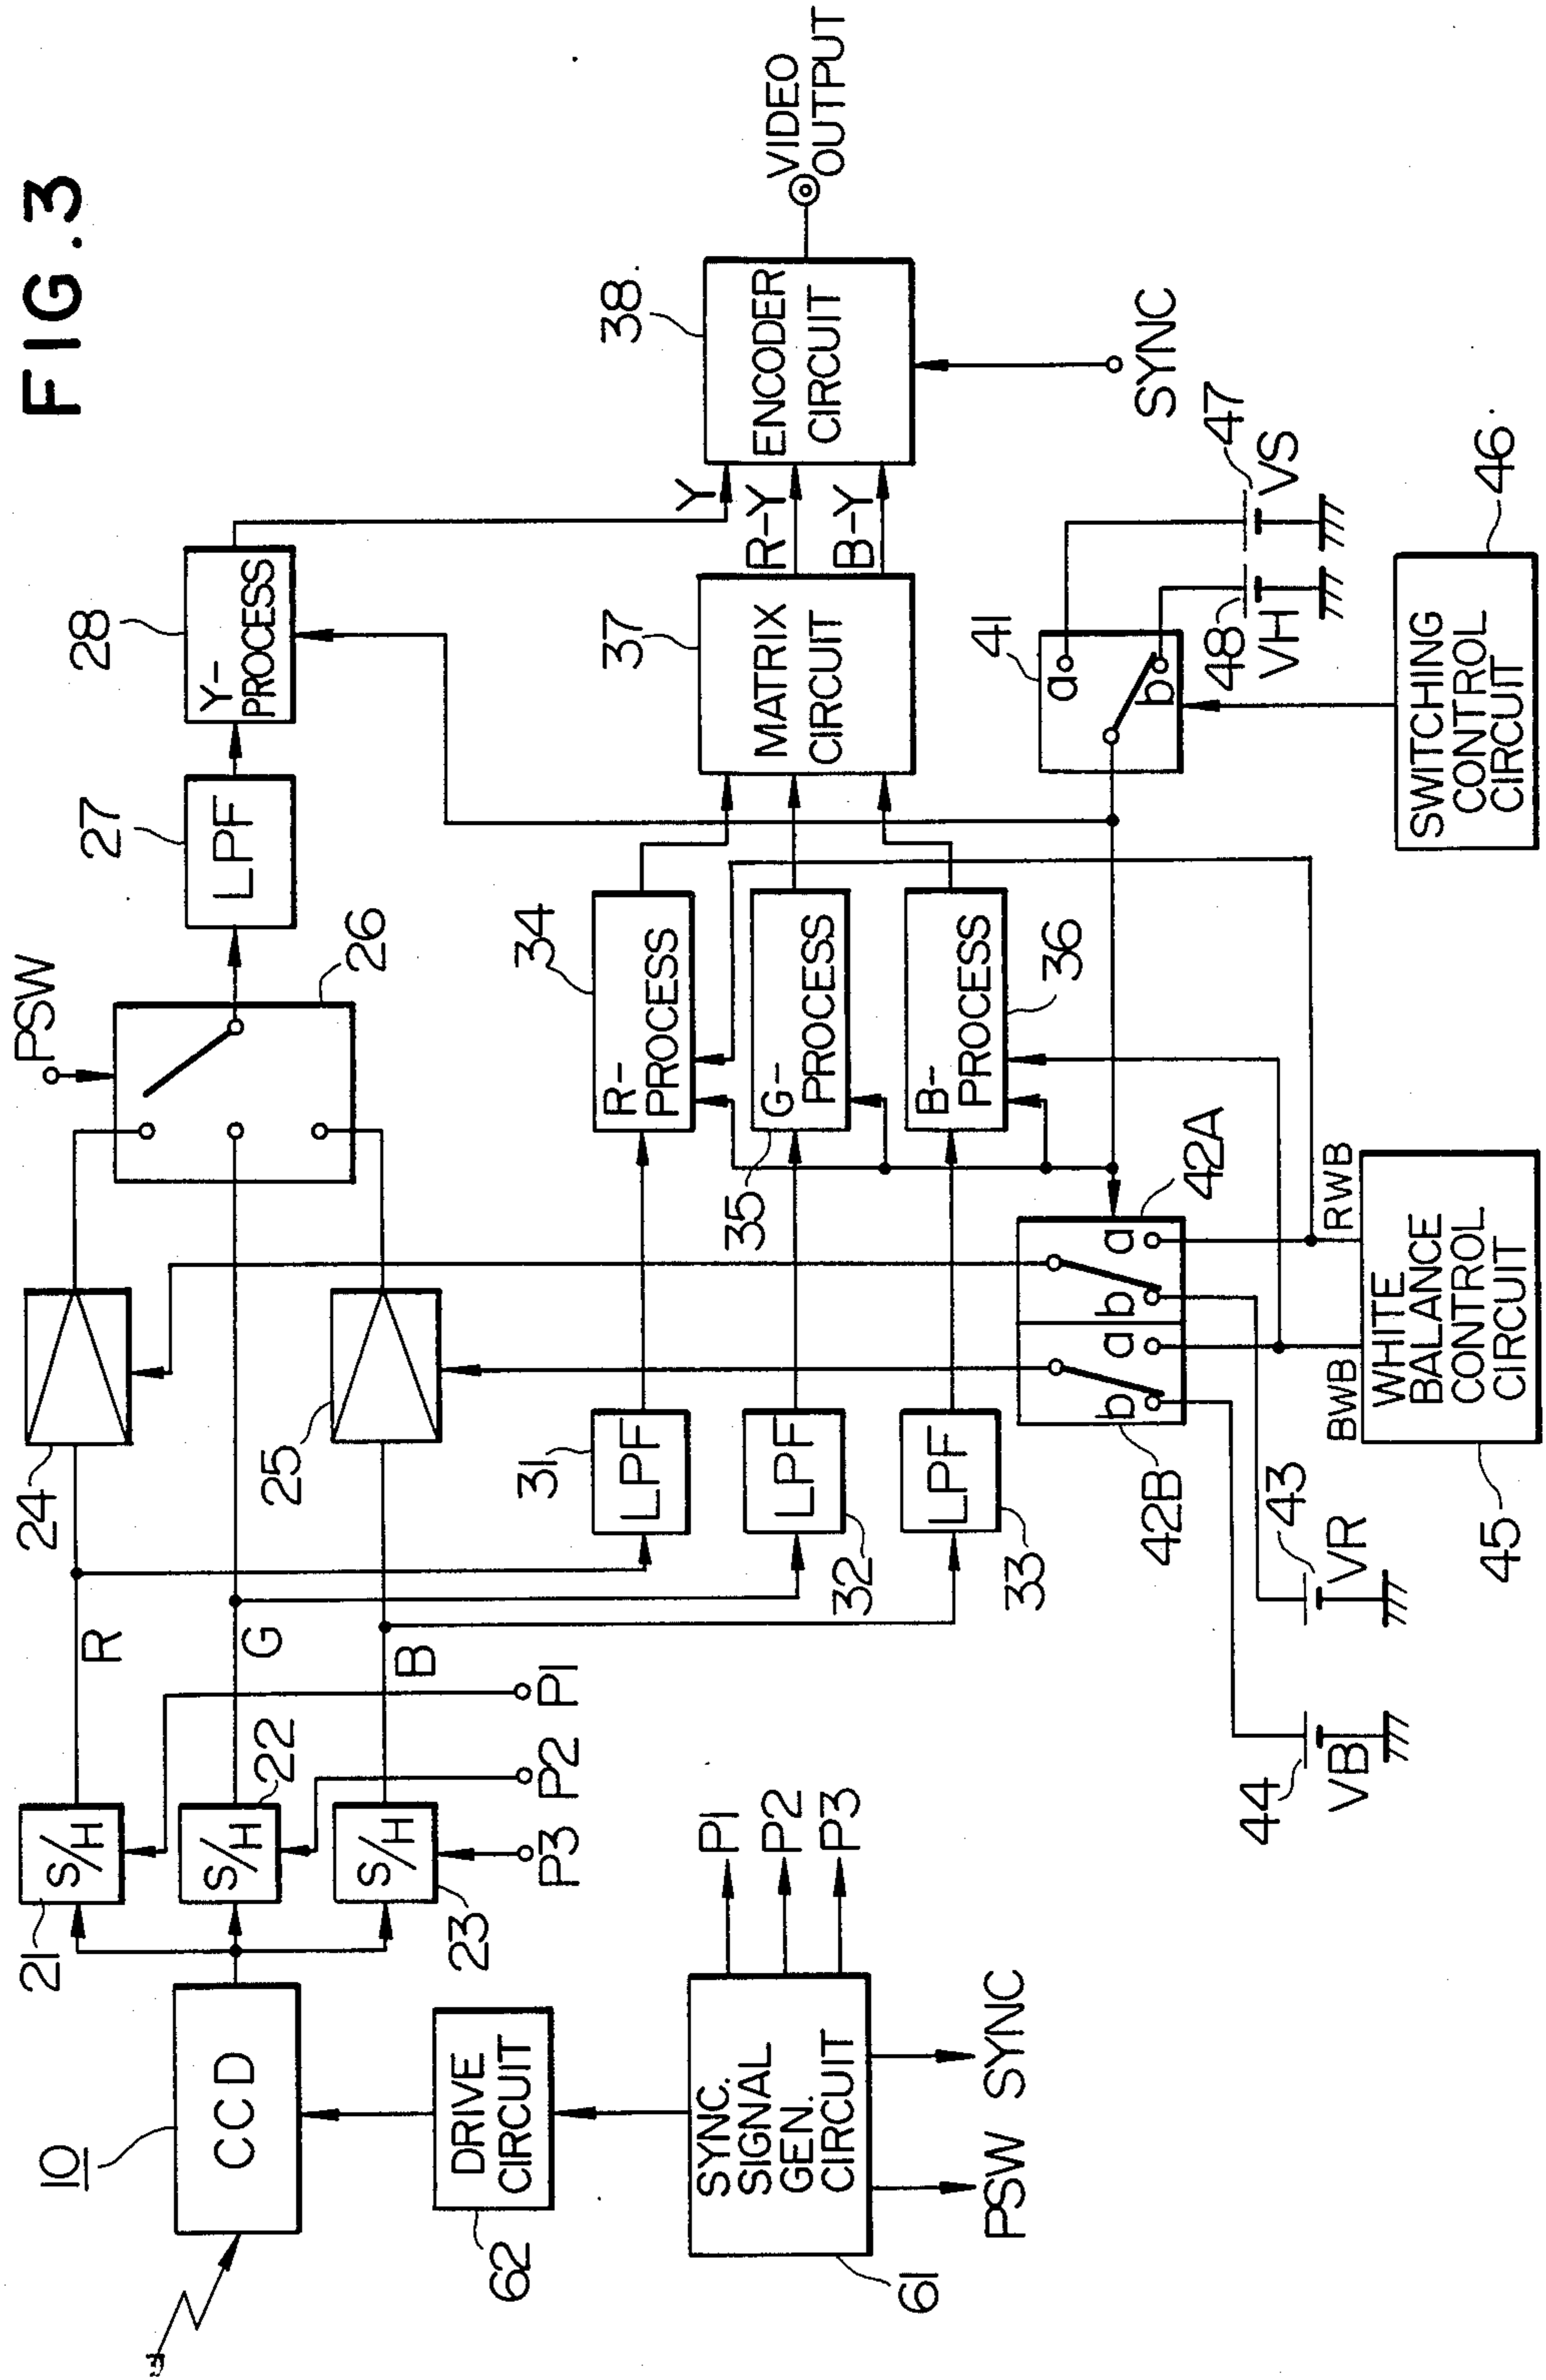 FIG.3
10
CCD
21
S/H
22
S/H
23
S/H
R
G
B
P1
P2
P3
24
25
PSW
26
27
LPF
28
Y-
PROCESS
31
LPF
32
LPF
33
LPF
34
R-
PROCESS
35
G-
PROCESS
36
B-
PROCESS
37
MATRIX
CIRCUIT
Y
R-Y
B-Y
38
ENCODER
CIRCUIT
VIDEO
OUTPUT
SYNC
62
DRIVE
CIRCUIT
61
SYNC.
SIGNAL
GEN.
CIRCUIT
P1
P2
P3
PSW
SYNC
42B
b
a
42A
b
a
41
a
b
44
VB
43
VR
BWB
RWB
45
WHITE
BALANCE
CONTROL
CIRCUIT
48
VH
47
VS
46
SWITCHING
CONTROL
CIRCUIT